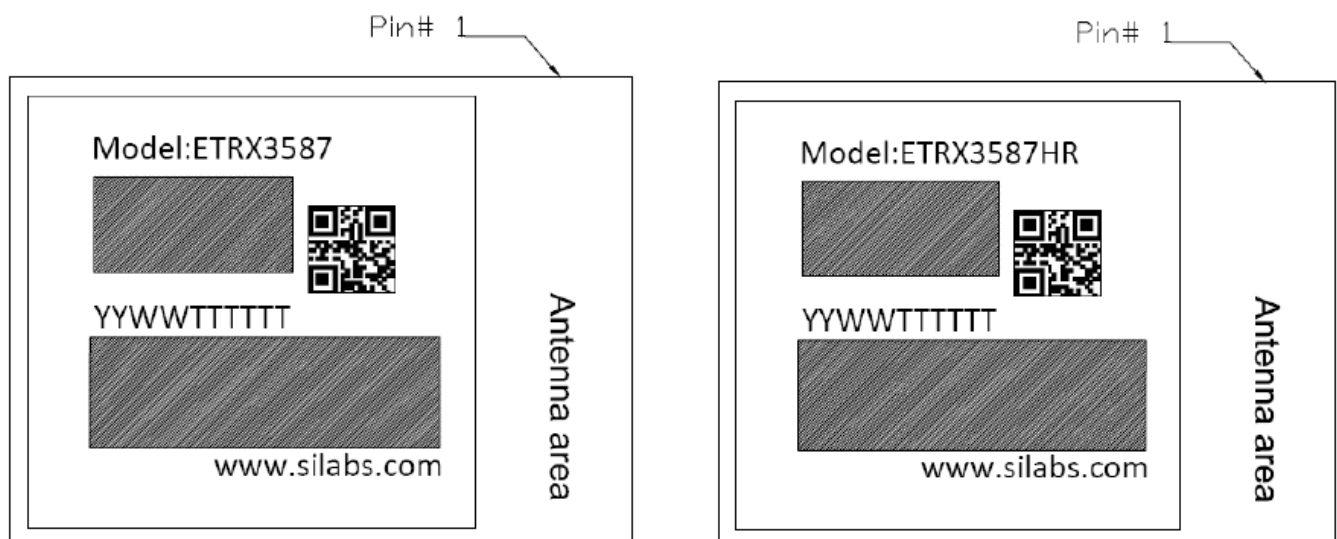 Pin# 1
Model:ETRX3587
YYWWTTTTTT
www.silabs.com
Antenna area
Pin# 1
Model:ETRX3587HR
YYWWTTTTTT
www.silabs.com
Antenna area